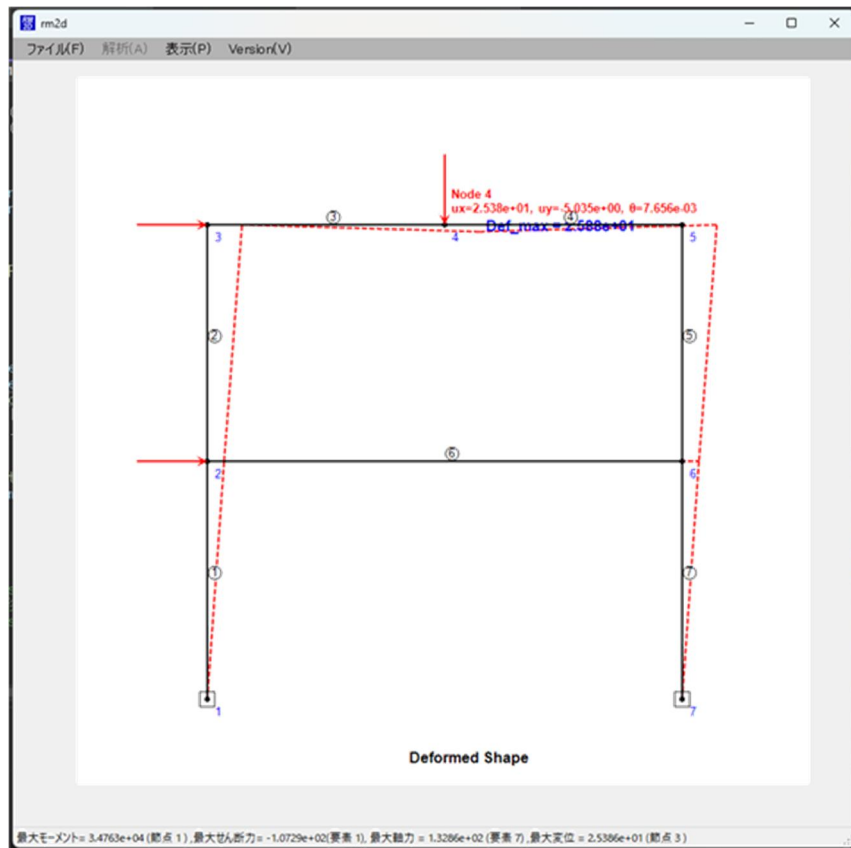 rm2d
ファイル(F) 解析(A) 表示(P) Version(V)
Node 4
ux=2.538e+01, uy=-5.035e+00, θ=7.656e-03
③ ④
Def_max = 2.588e+01
3 4 5
② ⑤
⑥
2 6
① ⑦
1 7
Deformed Shape
最大モーメント= 3.4763e+04 (節点 1 ) ,最大せん断力= -1.0729e+02(要素 1), 最大軸力 = 1.3286e+02 (要素 7) ,最大変位 = 2.5386e+01 (節点 3 )